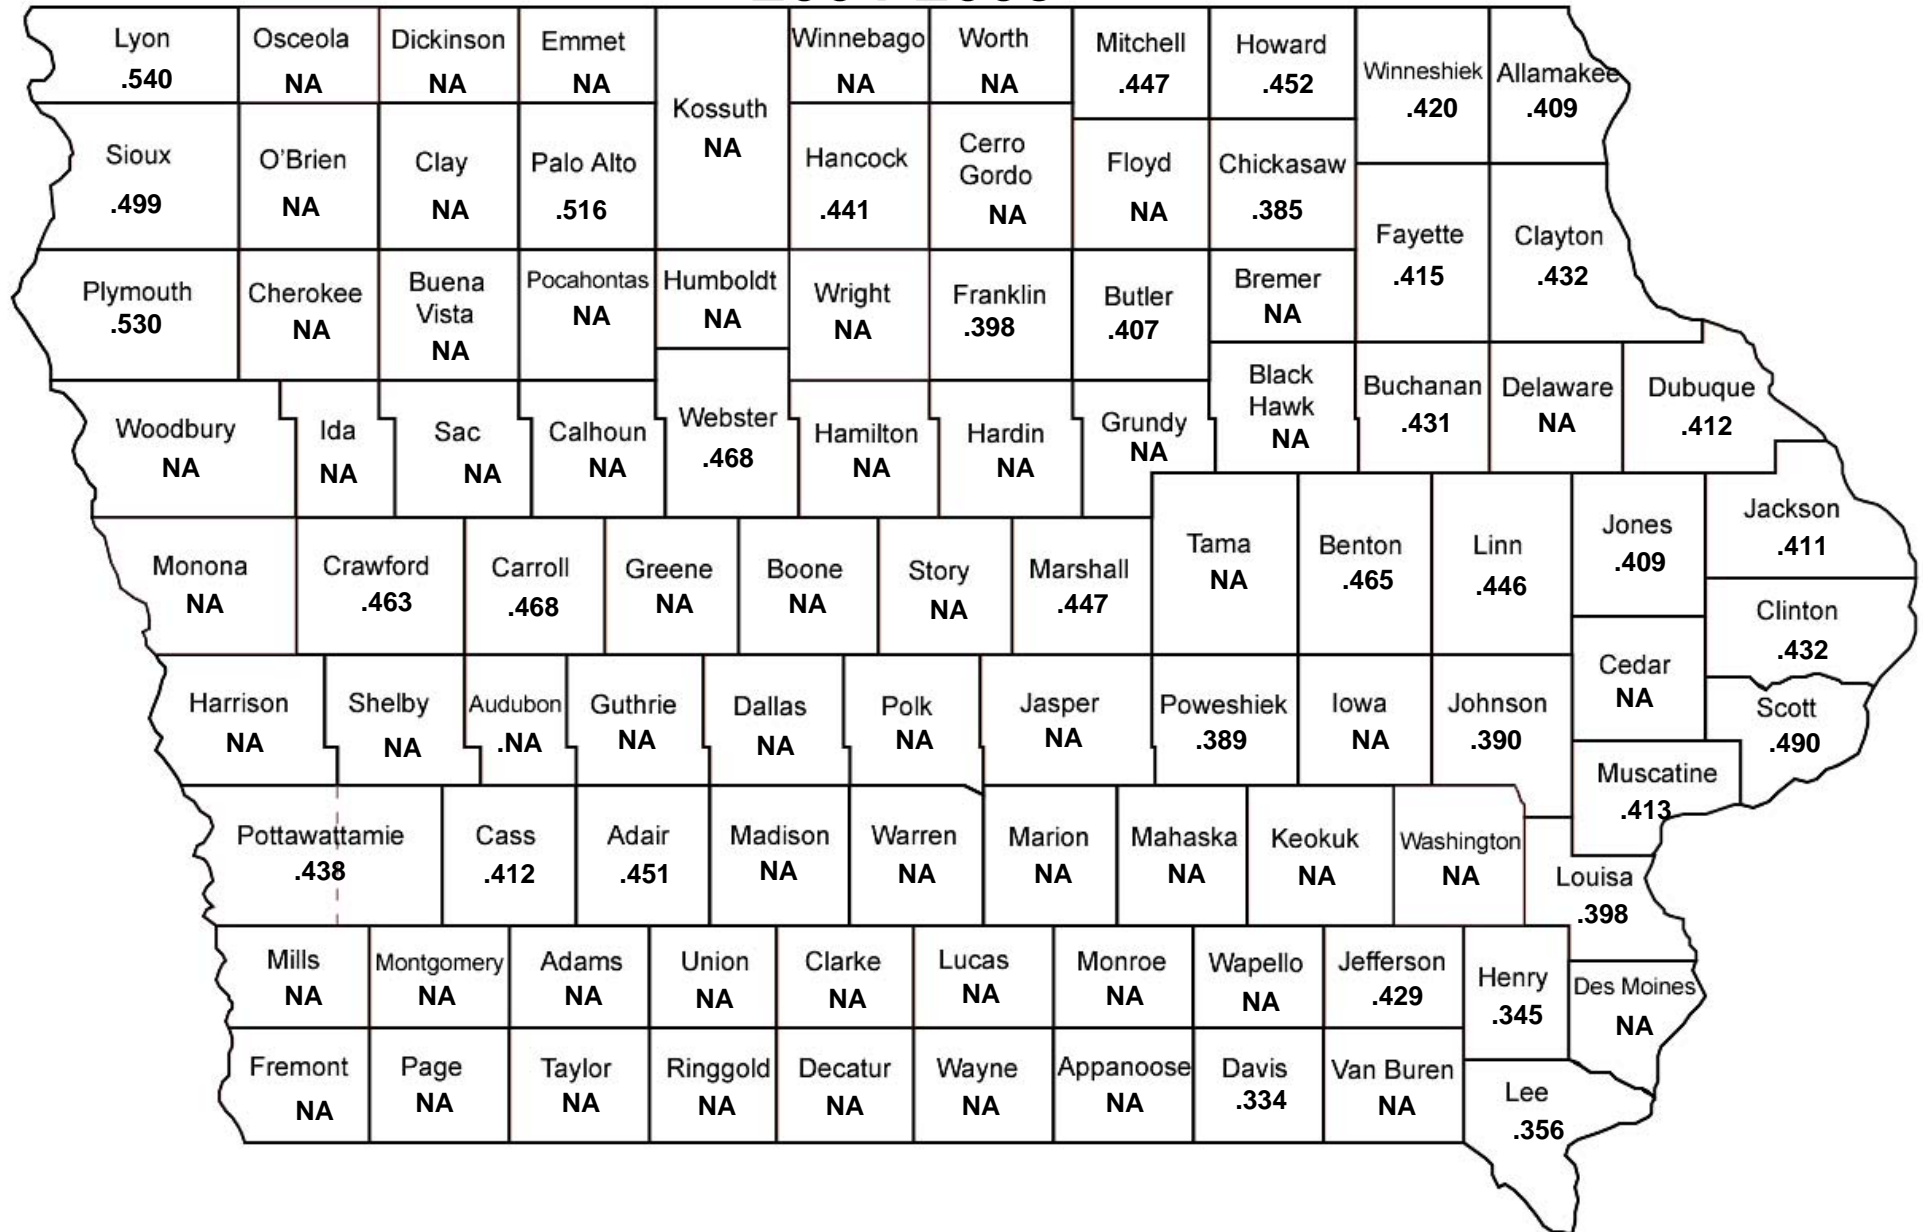 Lyon
.540
Osceola
NA
Dickinson
NA
Emmet
NA
Kossuth
NA
Winnebago
NA
Worth
NA
Mitchell
.447
Howard
.452
Winneshiek
.420
Allamakee
.409
Sioux
.499
O'Brien
NA
Clay
NA
Palo Alto
.516
Hancock
.441
Cerro
Gordo
NA
Floyd
NA
Chickasaw
.385
Fayette
.415
Clayton
.432
Plymouth
.530
Cherokee
NA
Buena
Vista
NA
Pocahontas
NA
Humboldt
NA
Wright
NA
Franklin
.398
Butler
.407
Bremer
NA
Woodbury
NA
Ida
NA
Sac
NA
Calhoun
NA
Webster
.468
Hamilton
NA
Hardin
NA
Grundy
NA
Black
Hawk
NA
Buchanan
.431
Delaware
NA
Dubuque
.412
Monona
NA
Crawford
.463
Carroll
.468
Greene
NA
Boone
NA
Story
NA
Marshall
.447
Tama
NA
Benton
.465
Linn
.446
Jones
.409
Jackson
.411
Clinton
.432
Harrison
NA
Shelby
NA
Audubon
.NA
Guthrie
NA
Dallas
NA
Polk
NA
Jasper
NA
Poweshiek
.389
Iowa
NA
Johnson
.390
Cedar
NA
Scott
.490
Muscatine
.413
Pottawattamie
.438
Cass
.412
Adair
.451
Madison
NA
Warren
NA
Marion
NA
Mahaska
NA
Keokuk
NA
Washington
NA
Louisa
.398
Mills
NA
Montgomery
NA
Adams
NA
Union
NA
Clarke
NA
Lucas
NA
Monroe
NA
Wapello
NA
Jefferson
.429
Henry
.345
Des Moines
NA
Fremont
NA
Page
NA
Taylor
NA
Ringgold
NA
Decatur
NA
Wayne
NA
Appanoose
NA
Davis
.334
Van Buren
NA
Lee
.356